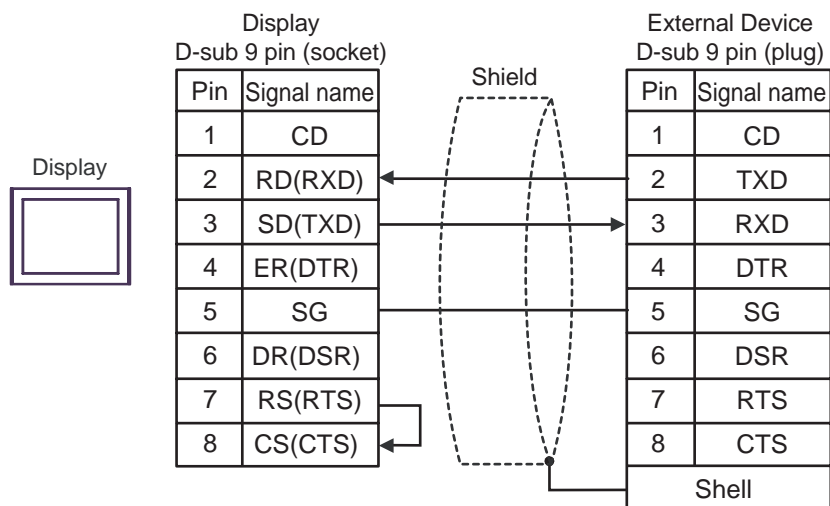 Display
D-sub 9 pin (socket)
Pin Signal name
1 CD
2 RD(RXD)
3 SD(TXD)
4 ER(DTR)
5 SG
6 DR(DSR)
7 RS(RTS)
8 CS(CTS)
Display
Shield
External Device
D-sub 9 pin (plug)
Pin Signal name
1 CD
2 TXD
3 RXD
4 DTR
5 SG
6 DSR
7 RTS
8 CTS
Shell